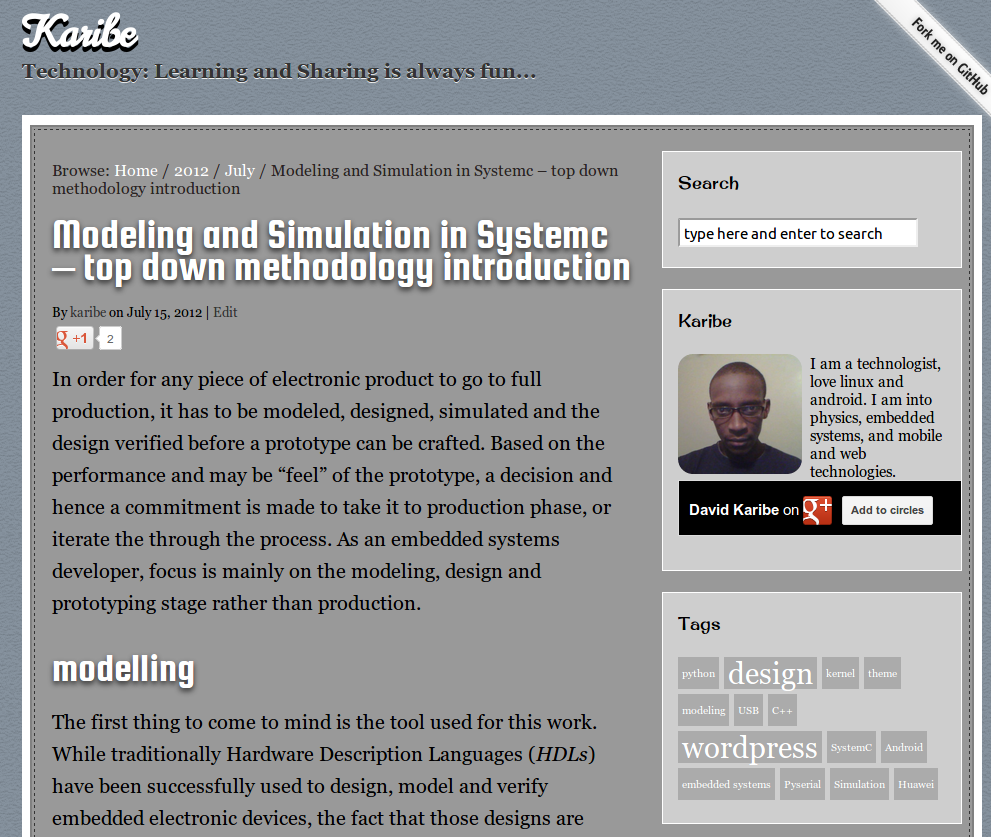 Karibe
Technology: Learning and Sharing is always fun...
Fork me on GitHub
Browse: Home / 2012 / July / Modeling and Simulation in Systemc – top down
methodology introduction
Modeling and Simulation in Systemc
– top down methodology introduction
By karibe on July 15, 2012 | Edit
g +1 2
In order for any piece of electronic product to go to full
production, it has to be modeled, designed, simulated and the
design verified before a prototype can be crafted. Based on the
performance and may be “feel” of the prototype, a decision and
hence a commitment is made to take it to production phase, or
iterate the through the process. As an embedded systems
developer, focus is mainly on the modeling, design and
prototyping stage rather than production.
modelling
The first thing to come to mind is the tool used for this work.
While traditionally Hardware Description Languages (HDLs)
have been successfully used to design, model and verify
embedded electronic devices, the fact that those designs are
Search
type here and enter to search
Karibe
I am a technologist,
love linux and
android. I am into
physics, embedded
systems, and mobile
and web
technologies.
David Karibe on g+ Add to circles
Tags
python design kernel theme
modeling USB C++
wordpress SystemC Android
embedded systems Pyserial Simulation Huawei